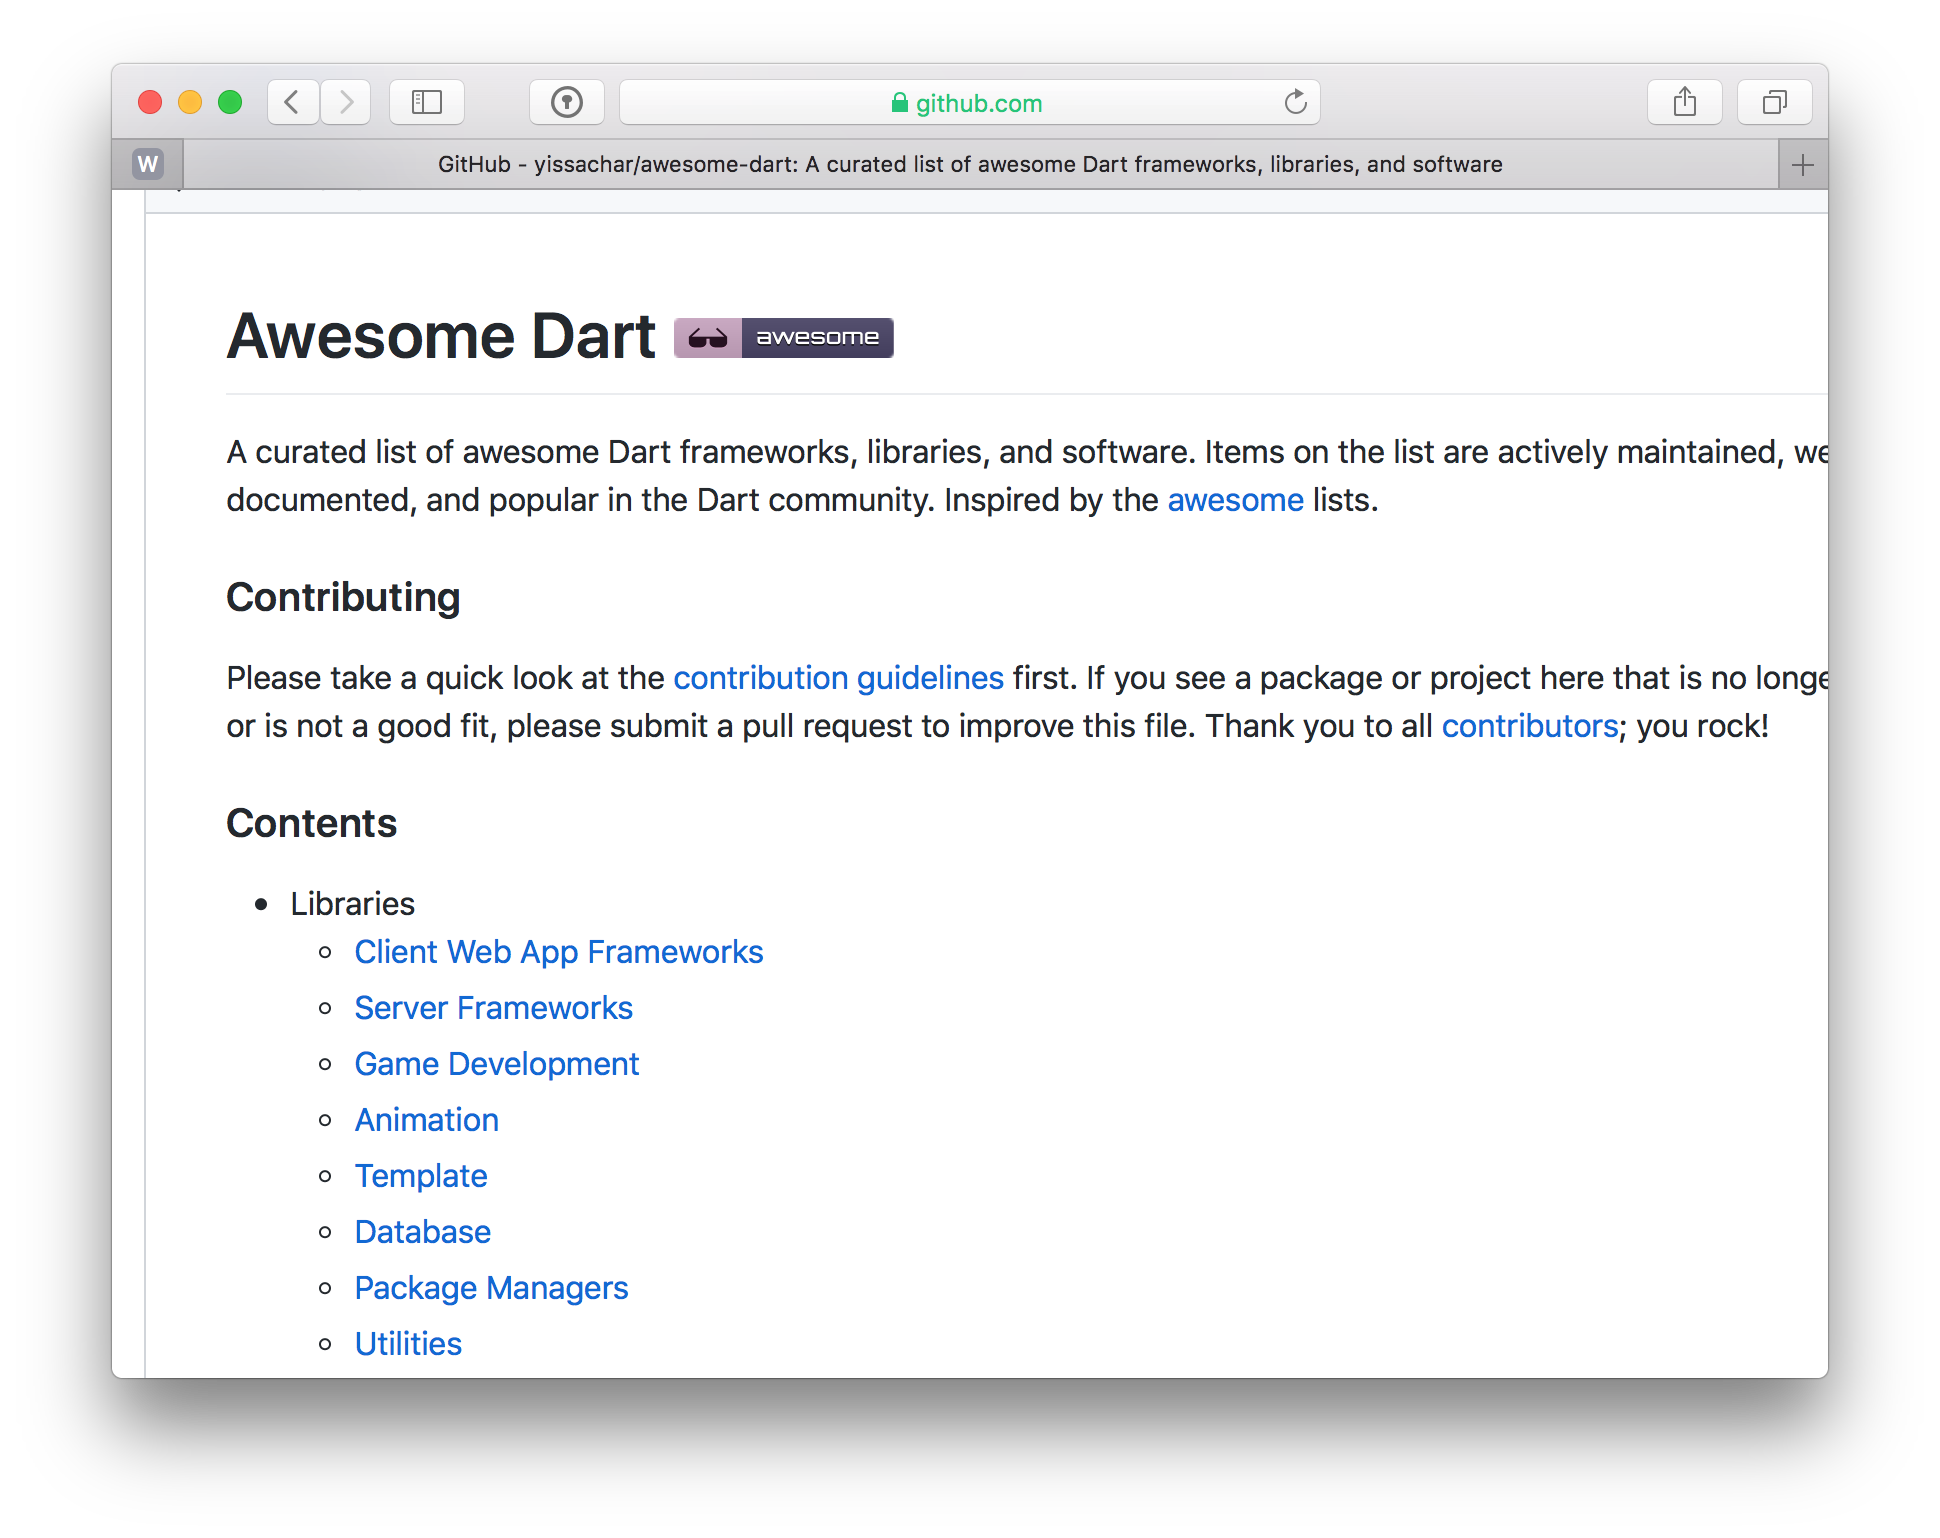 github.com
W
GitHub - yissachar/awesome-dart: A curated list of awesome Dart frameworks, libraries, and software
Awesome Dart awesome
A curated list of awesome Dart frameworks, libraries, and software. Items on the list are actively maintained,
documented, and popular in the Dart community. Inspired by the awesome lists.
Contributing
Please take a quick look at the contribution guidelines first. If you see a package or project here that is no
or is not a good fit, please submit a pull request to improve this file. Thank you to all contributors; you rock!
Contents
Libraries
Client Web App Frameworks
Server Frameworks
Game Development
Animation
Template
Database
Package Managers
Utilities